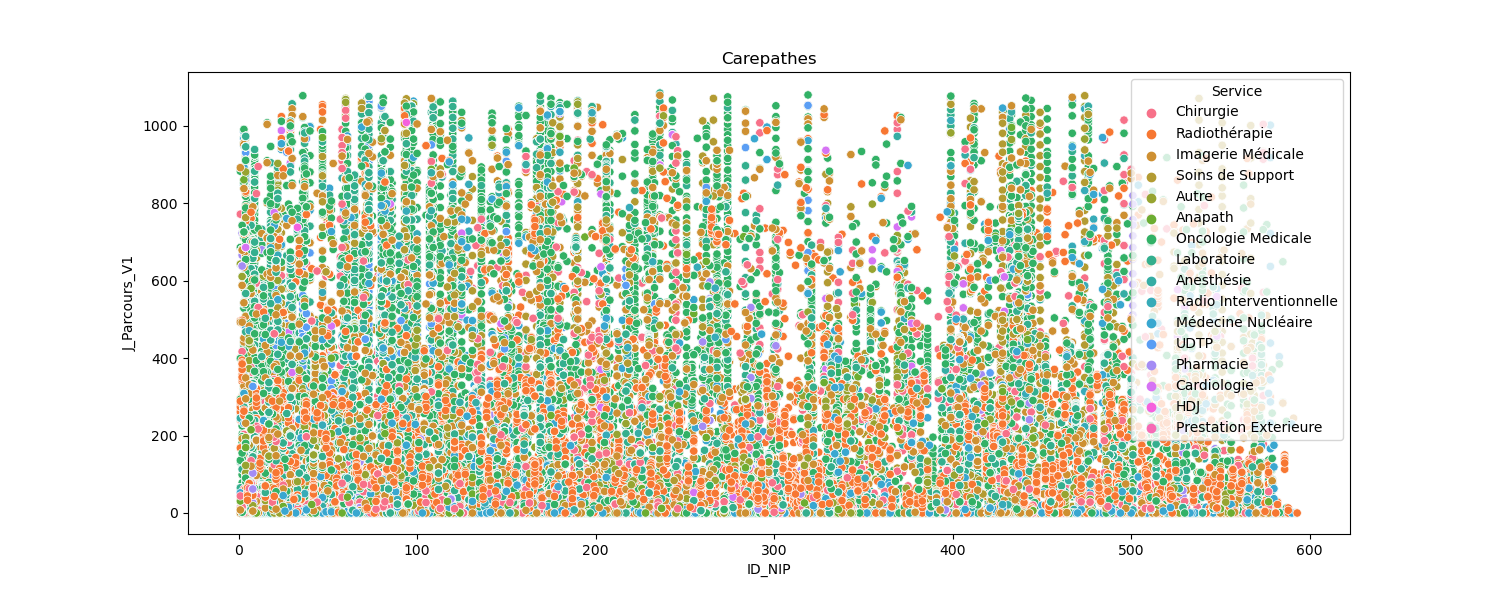 Carepathes
J_Parcours_V1
1000
800
600
400
200
0
0 100 200 300 400 500 600
ID_NIP
Service
Chirurgie
Radiothérapie
Imagerie Médicale
Soins de Support
Autre
Anapath
Oncologie Medicale
Laboratoire
Anesthésie
Radio Interventionnelle
Médecine Nucléaire
UDTP
Pharmacie
Cardiologie
HDJ
Prestation Exterieure